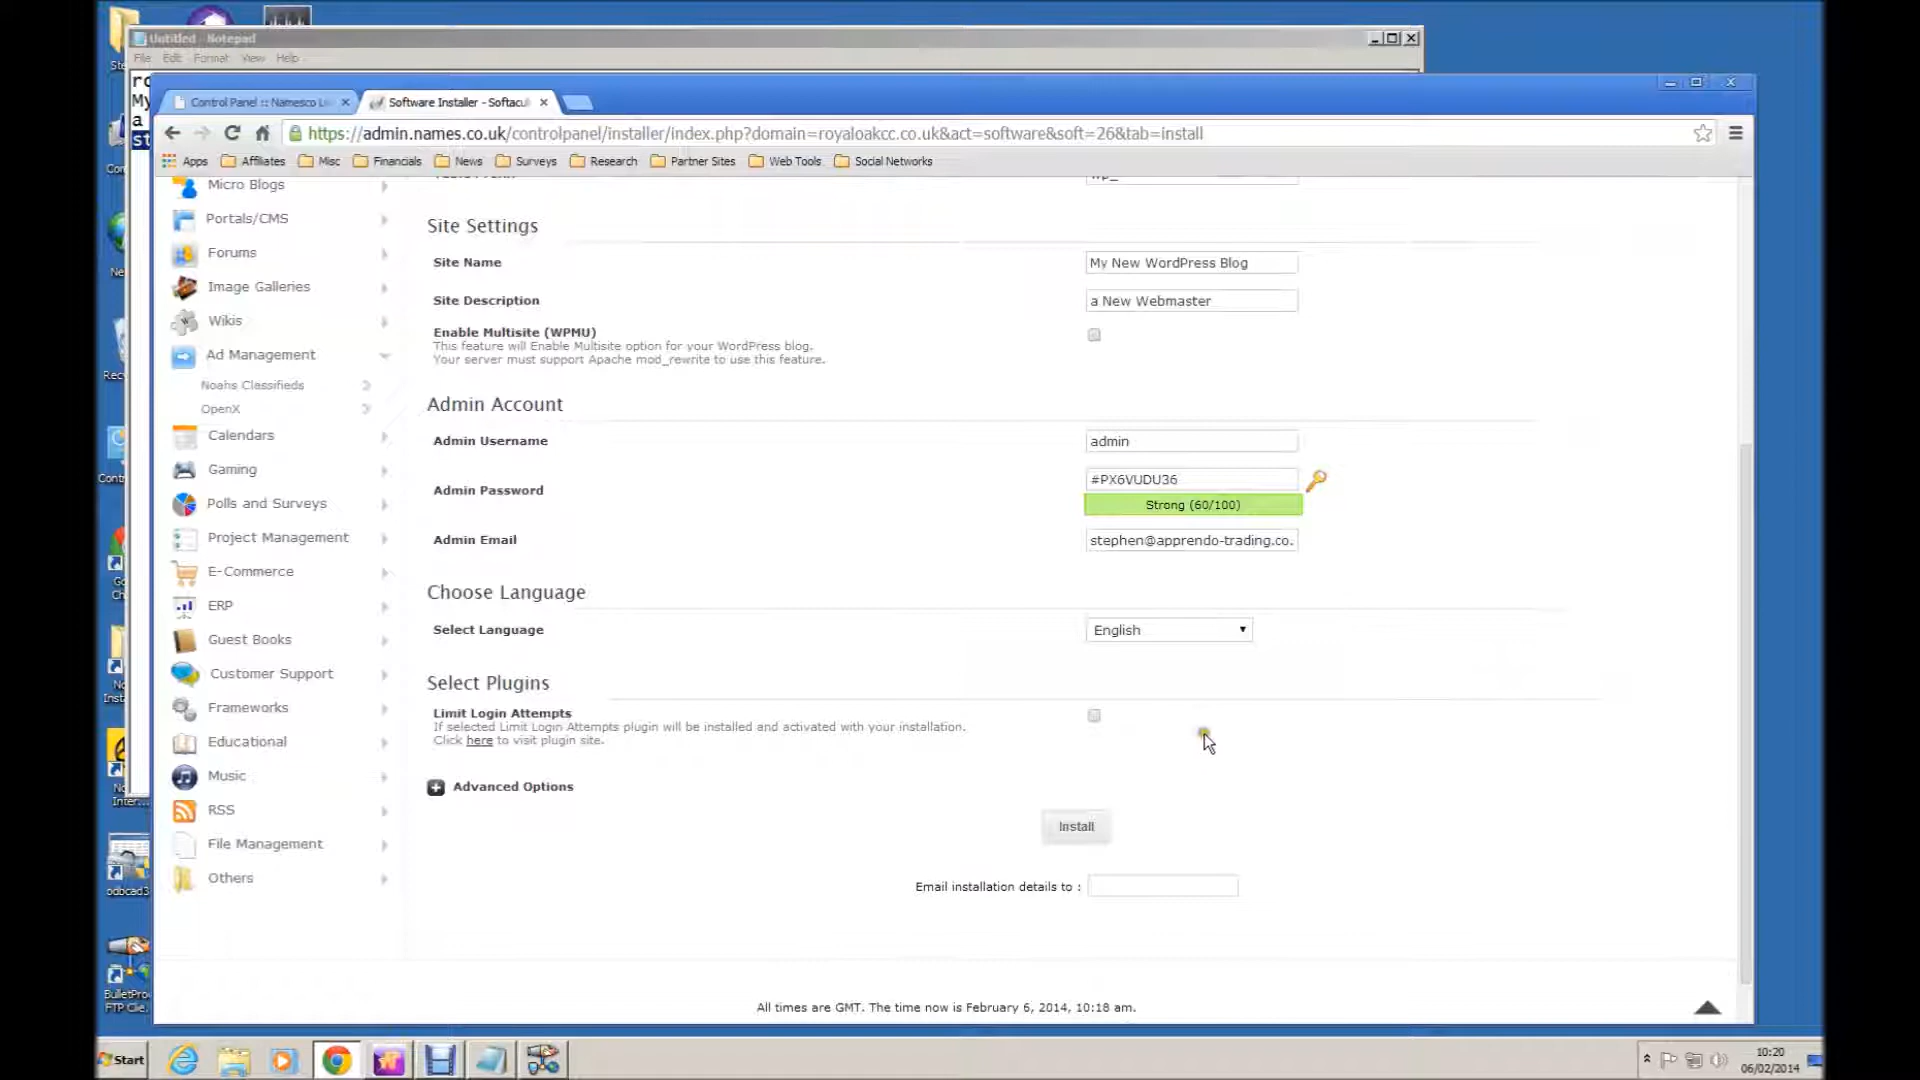 Untitled - Notepad
File Edit Format View Help
Control Panel :: Namesco Li
Software Installer - Softacul
https://admin.names.co.uk/controlpanel/installer/index.php?domain=royaloakcc.co.uk&act=software&soft=26&tab=install
Apps Affiliates Misc Financials News Surveys Research Partner Sites Web Tools Social Networks
Micro Blogs
Portals/CMS
Forums
Image Galleries
Wikis
Ad Management
Noahs Classifieds
OpenX
Calendars
Gaming
Polls and Surveys
Project Management
E-Commerce
ERP
Guest Books
Customer Support
Frameworks
Educational
Music
RSS
File Management
Others
wp_
Site Settings
Site Name My New WordPress Blog
Site Description a New Webmaster
Enable Multisite (WPMU)
This feature will Enable Multisite option for your WordPress blog.
Your server must support Apache mod_rewrite to use this feature.
Admin Account
Admin Username admin
Admin Password #PX6VUDU36
Strong (60/100)
Admin Email stephen@apprendo-trading.co.
Choose Language
Select Language English
Select Plugins
Limit Login Attempts
If selected Limit Login Attempts plugin will be installed and activated with your installation.
Click here to visit plugin site.
Advanced Options
Install
Email installation details to :
All times are GMT. The time now is February 6, 2014, 10:18 am.
odbcad3
BulletPro
FTP Clie.
Start
10:20
06/02/2014